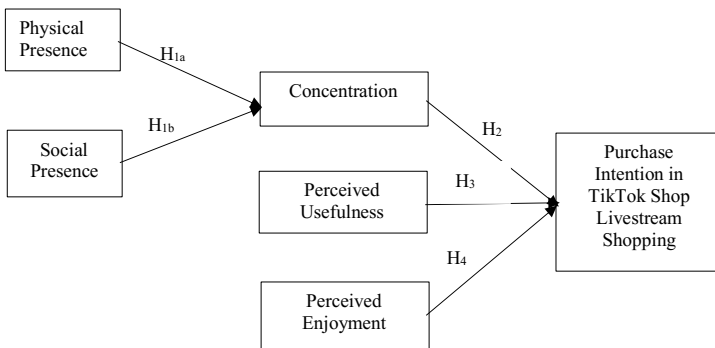 Physical
Presence
H1a
Concentration
H1b
Social
Presence
H2
Purchase
Intention in
TikTok Shop
Livestream
Shopping
Perceived
Usefulness
H3
H4
Perceived
Enjoyment